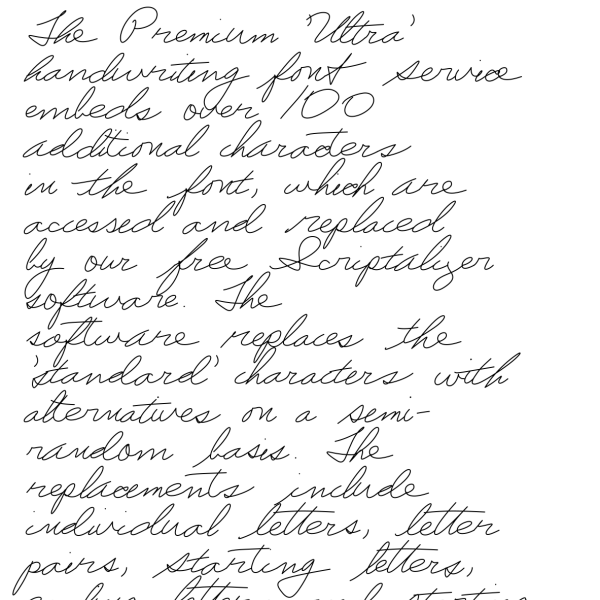 The Premium 'Ultra'
handwriting font service
embeds over 100
additional characters
in the font, which are
accessed and replaced
by our free Scriptalizer
software. The
software replaces the
'standard' characters with
alternatives on a semi-
random basis. The
replacements include
individual letters, letter
pairs, starting letters,